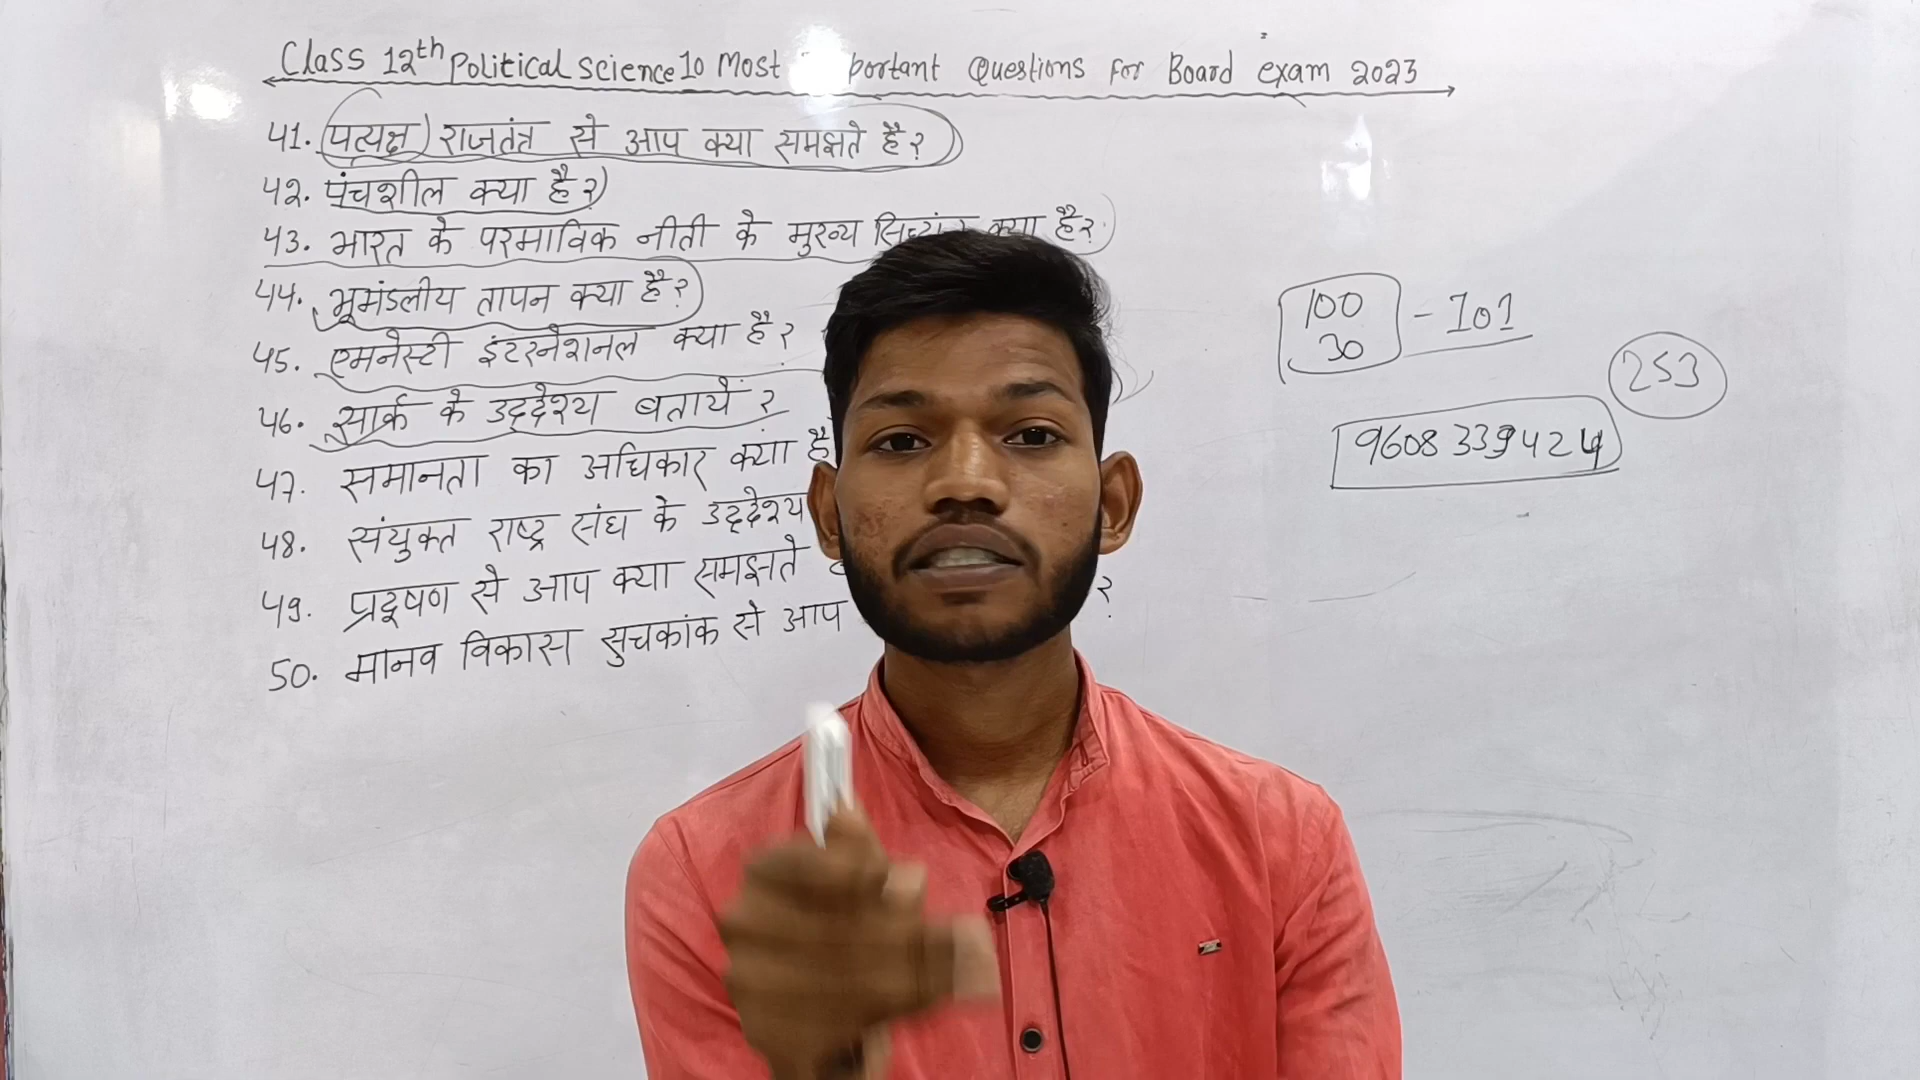 Class 12th Political Science 10 Most portant Questions For Board exam 2023
41. प्रत्यक्ष राजतंत्र से आप क्या समझते है?
42. पंचशील क्या है?
43. भारत के परमाविक नीती के मुख्य क्या है?
44. भूमंडलीय तापन क्या है?
45. एमनेस्टी इंटरनेशनल क्या है?
46. सार्क के उद्देश्य बतायें?
47. समानता का अधिकार क्या है
48. संयुक्त राष्ट्र संघ के उद्देश्य
49. प्रदूषण से आप क्या समझते
50. मानव विकास सुचकांक से आप ?
100
30
- 101
253
9608339424